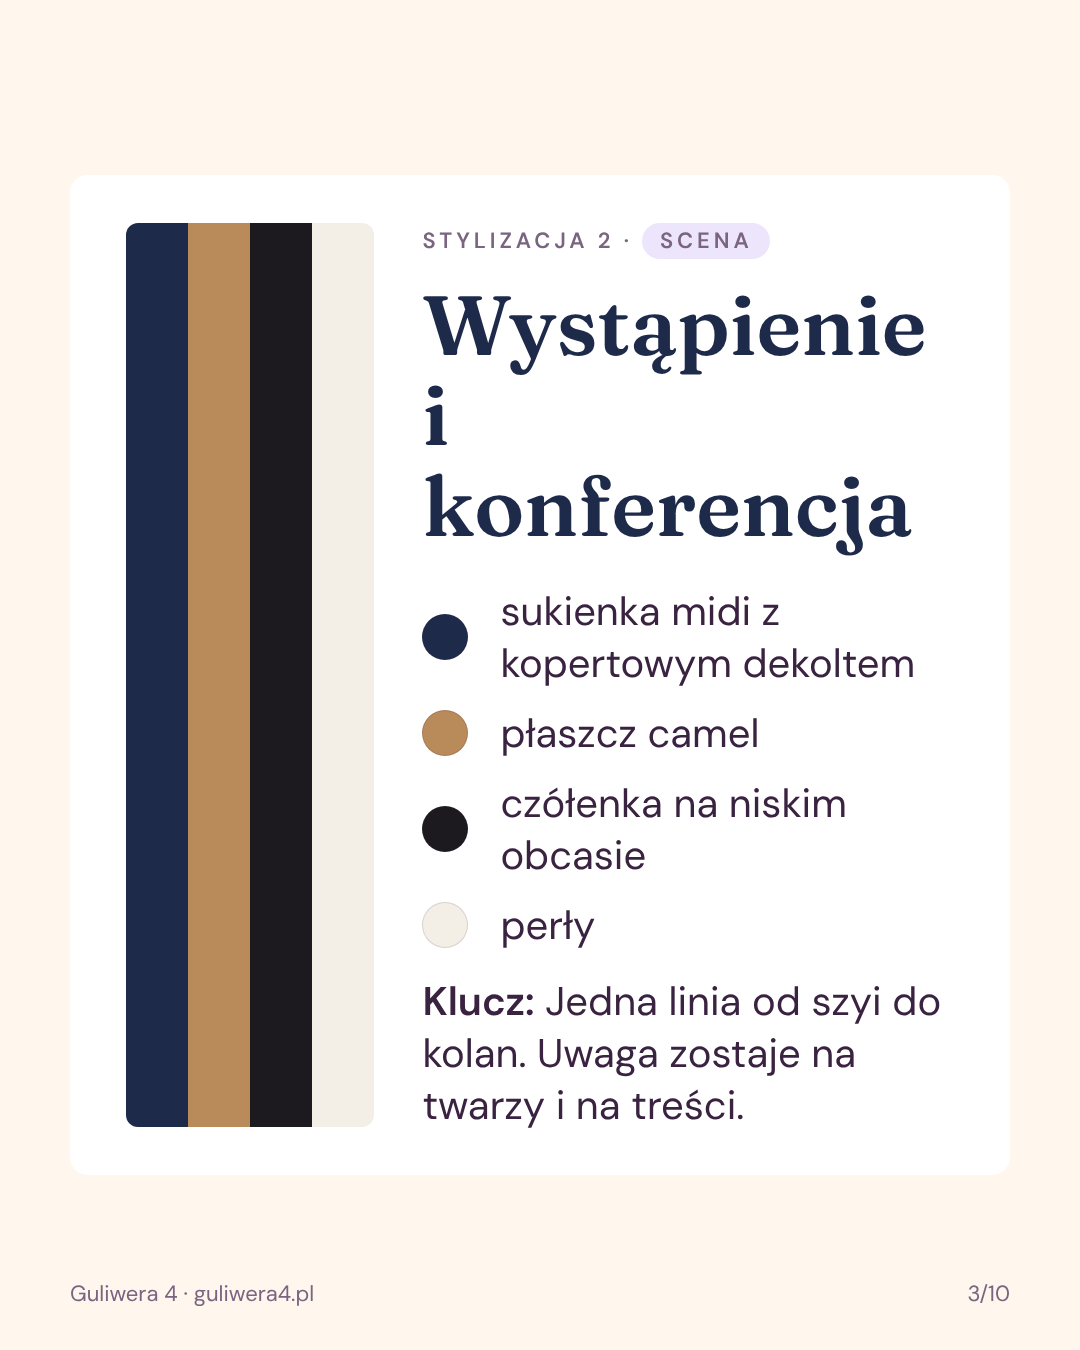 STYLIZACJA 2 · SCENA
Wystąpienie
i
konferencja
sukienka midi z
kopertowym dekoltem
płaszcz camel
czółenka na niskim
obcasie
perły
Klucz: Jedna linia od szyi do
kolan. Uwaga zostaje na
twarzy i na treści.
Guliwera 4 · guliwera4.pl
3/10